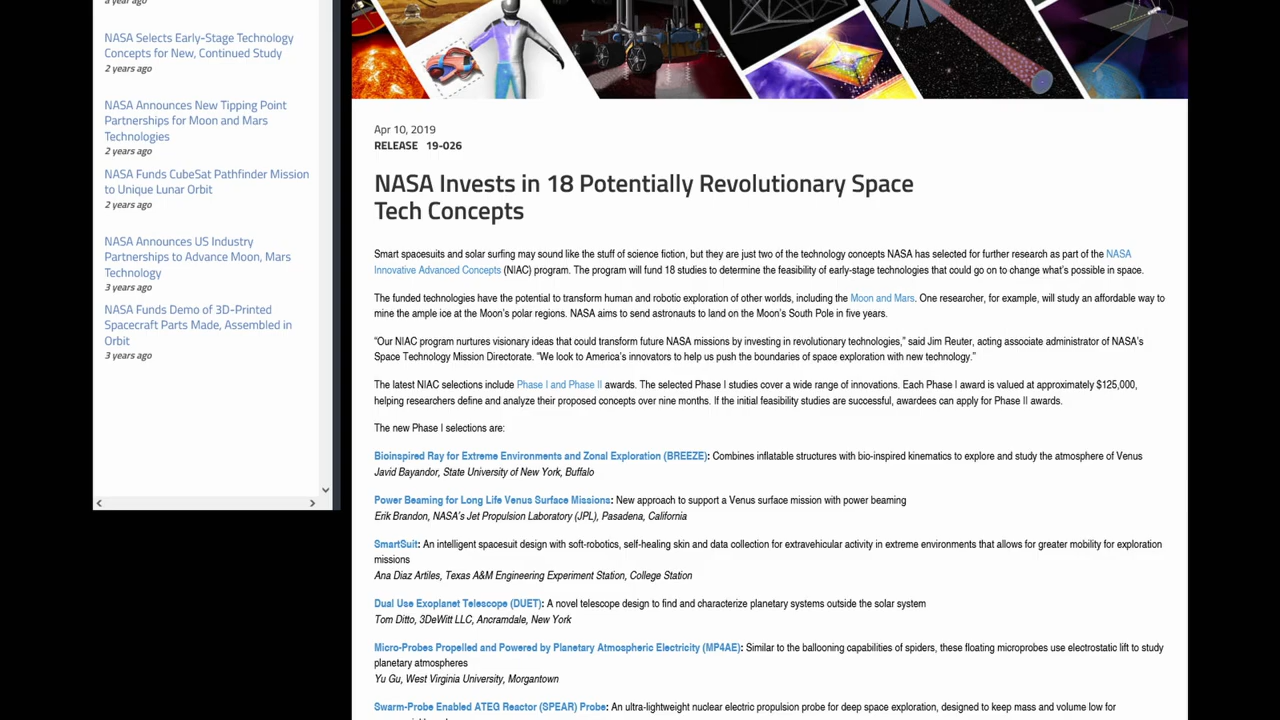 a year ago
NASA Selects Early-Stage Technology
Concepts for New, Continued Study
2 years ago
NASA Announces New Tipping Point
Partnerships for Moon and Mars
Technologies
2 years ago
NASA Funds CubeSat Pathfinder Mission
to Unique Lunar Orbit
2 years ago
NASA Announces US Industry
Partnerships to Advance Moon, Mars
Technology
3 years ago
NASA Funds Demo of 3D-Printed
Spacecraft Parts Made, Assembled in
Orbit
3 years ago
Apr 10, 2019
RELEASE 19-026
NASA Invests in 18 Potentially Revolutionary Space
Tech Concepts
Smart spacesuits and solar surfing may sound like the stuff of science fiction, but they are just two of the technology concepts NASA has selected for further research as part of the NASA
Innovative Advanced Concepts (NIAC) program. The program will fund 18 studies to determine the feasibility of early-stage technologies that could go on to change what's possible in space.
The funded technologies have the potential to transform human and robotic exploration of other worlds, including the Moon and Mars. One researcher, for example, will study an affordable way to
mine the ample ice at the Moon's polar regions. NASA aims to send astronauts to land on the Moon's South Pole in five years.
“Our NIAC program nurtures visionary ideas that could transform future NASA missions by investing in revolutionary technologies,” said Jim Reuter, acting associate administrator of NASA's
Space Technology Mission Directorate. “We look to America's innovators to help us push the boundaries of space exploration with new technology.”
The latest NIAC selections include Phase I and Phase II awards. The selected Phase I studies cover a wide range of innovations. Each Phase I award is valued at approximately $125,000,
helping researchers define and analyze their proposed concepts over nine months. If the initial feasibility studies are successful, awardees can apply for Phase II awards.
The new Phase I selections are:
Bioinspired Ray for Extreme Environments and Zonal Exploration (BREEZE): Combines inflatable structures with bio-inspired kinematics to explore and study the atmosphere of Venus
Javid Bayandor, State University of New York, Buffalo
Power Beaming for Long Life Venus Surface Missions: New approach to support a Venus surface mission with power beaming
Erik Brandon, NASA's Jet Propulsion Laboratory (JPL), Pasadena, California
SmartSuit: An intelligent spacesuit design with soft-robotics, self-healing skin and data collection for extravehicular activity in extreme environments that allows for greater mobility for exploration
missions
Ana Diaz Artiles, Texas A&M Engineering Experiment Station, College Station
Dual Use Exoplanet Telescope (DUET): A novel telescope design to find and characterize planetary systems outside the solar system
Tom Ditto, 3DeWitt LLC, Ancramdale, New York
Micro-Probes Propelled and Powered by Planetary Atmospheric Electricity (MP4AE): Similar to the ballooning capabilities of spiders, these floating microprobes use electrostatic lift to study
planetary atmospheres
Yu Gu, West Virginia University, Morgantown
Swarm-Probe Enabled ATEG Reactor (SPEAR) Probe: An ultra-lightweight nuclear electric propulsion probe for deep space exploration, designed to keep mass and volume low for